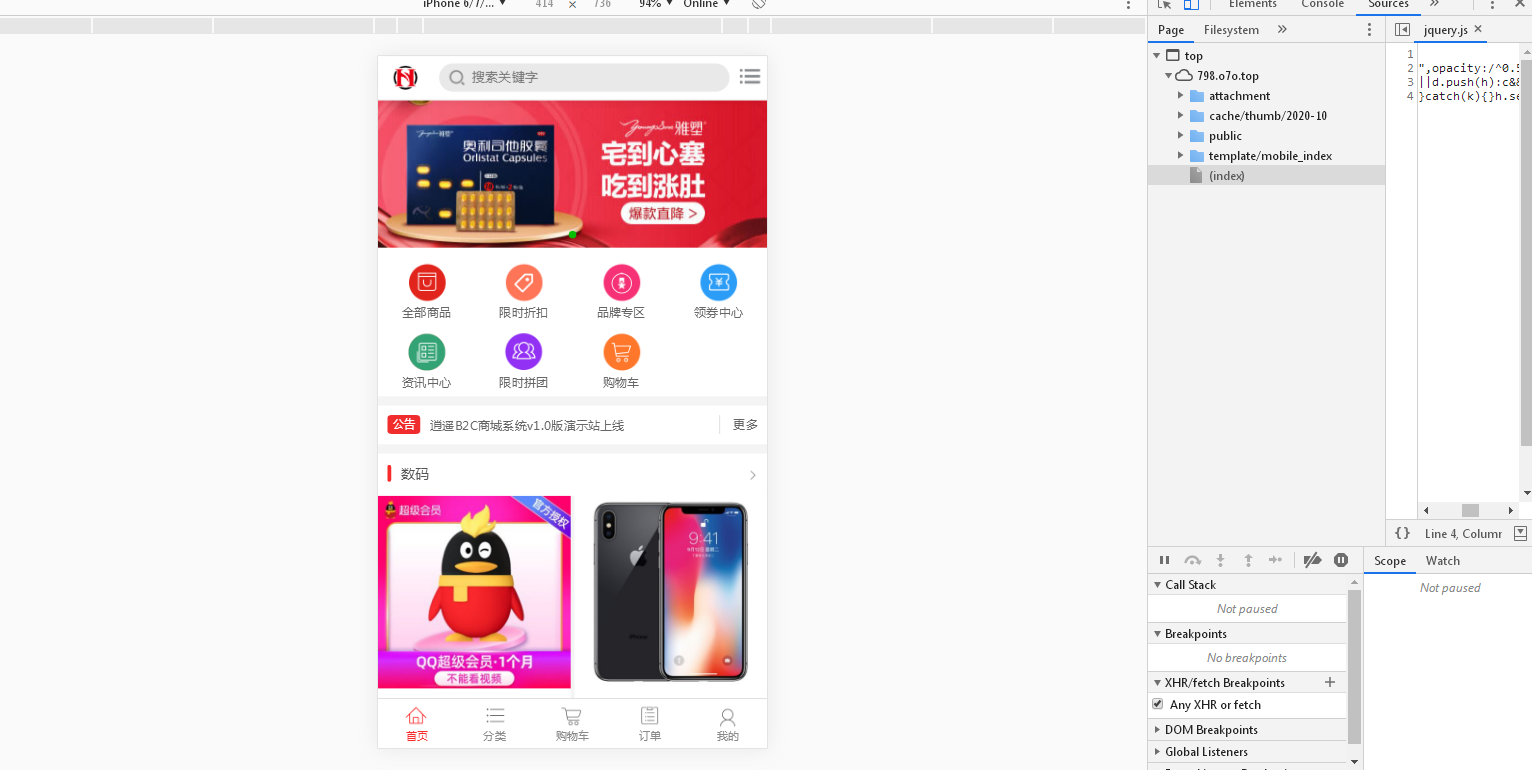 iPhone 6/7/... ▼ 414 × 736 94% ▼ Online ▼
Elements Console Sources »
Page Filesystem »
top
798.o7o.top
attachment
cache/thumb/2020-10
public
template/mobile_index
(index)
jquery.js ×
1
2 ",opacity:/^0.5
3 ||d.push(h):c&&
4 }catch(k){}h.se
{} Line 4, Column
搜索关键字
雅塑
奥利司他胶囊
Orlistat Capsules
宅到心塞
吃到涨肚
爆款直降 >
全部商品 限时折扣 品牌专区 领券中心
资讯中心 限时拼团 购物车
公告 逍遥B2C商城系统v1.0版演示站上线 更多
数码
超级会员
官方授权
QQ超级会员·1个月
不能看视频
9:41
iPhone
首页 分类 购物车 订单 我的
Call Stack
Not paused
Breakpoints
No breakpoints
XHR/fetch Breakpoints +
Any XHR or fetch
DOM Breakpoints
Global Listeners
Scope Watch
Not paused